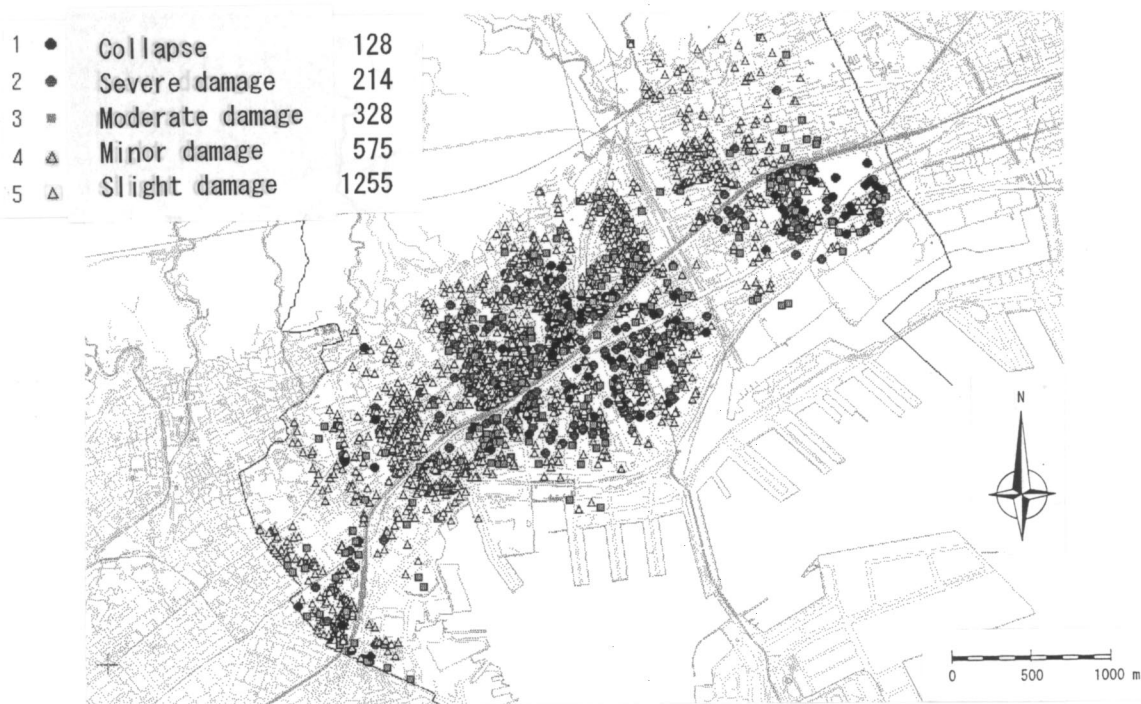 1 Collapse 128
2 Severe damage 214
3 Moderate damage 328
4 Minor damage 575
5 Slight damage 1255
N
0 500 1000 m